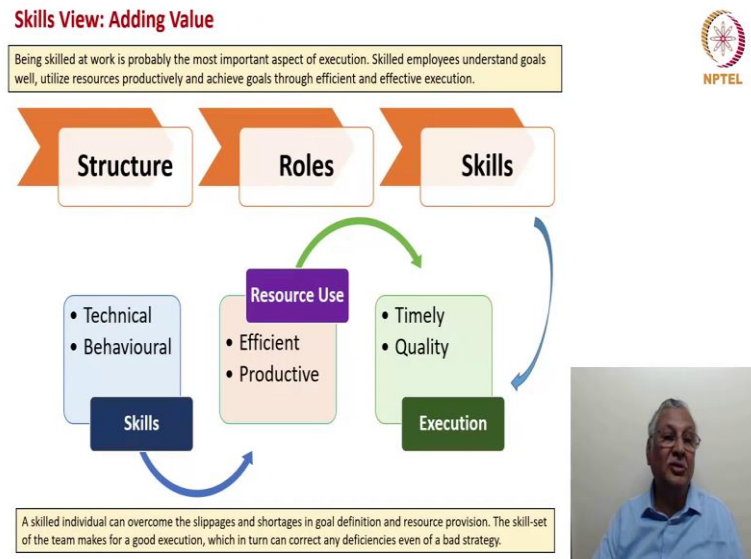 Skills View: Adding Value
NPTEL
Being skilled at work is probably the most important aspect of execution. Skilled employees understand goals
well, utilize resources productively and achieve goals through efficient and effective execution.
Structure
Roles
Skills
• Technical
• Behavioural
Skills
Resource Use
• Efficient
• Productive
• Timely
• Quality
Execution
A skilled individual can overcome the slippages and shortages in goal definition and resource provision. The skill-set
of the team makes for a good execution, which in turn can correct any deficiencies even of a bad strategy.